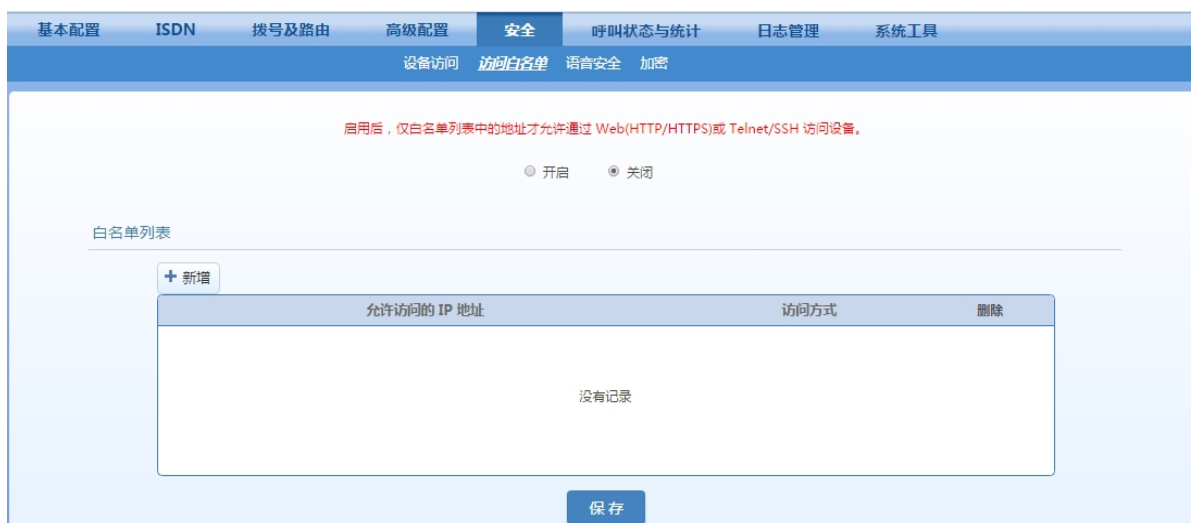 基本配置 ISDN 拨号及路由 高级配置 安全 呼叫状态与统计 日志管理 系统工具
设备访问 访问白名单 语音安全 加密
启用后，仅白名单列表中的地址才允许通过 Web(HTTP/HTTPS)或 Telnet/SSH 访问设备。
开启 关闭
白名单列表
+ 新增
允许访问的 IP 地址 访问方式 删除
没有记录
保存